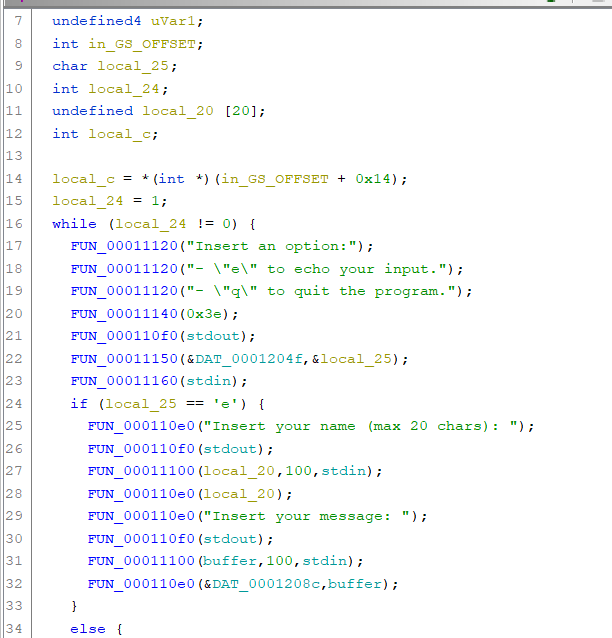 7 undefined4 uVar1;
8 int in_GS_OFFSET;
9 char local_25;
10 int local_24;
11 undefined local_20 [20];
12 int local_c;
13
14 local_c = *(int *)(in_GS_OFFSET + 0x14);
15 local_24 = 1;
16 while (local_24 != 0) {
17 FUN_00011120("Insert an option:");
18 FUN_00011120("- \"e\" to echo your input.");
19 FUN_00011120("- \"q\" to quit the program.");
20 FUN_00011140(0x3e);
21 FUN_000110f0(stdout);
22 FUN_00011150(&DAT_0001204f,&local_25);
23 FUN_00011160(stdin);
24 if (local_25 == 'e') {
25 FUN_000110e0("Insert your name (max 20 chars): ");
26 FUN_000110f0(stdout);
27 FUN_00011100(local_20,100,stdin);
28 FUN_000110e0(local_20);
29 FUN_000110e0("Insert your message: ");
30 FUN_000110f0(stdout);
31 FUN_00011100(buffer,100,stdin);
32 FUN_000110e0(&DAT_0001208c,buffer);
33 }
34 else {